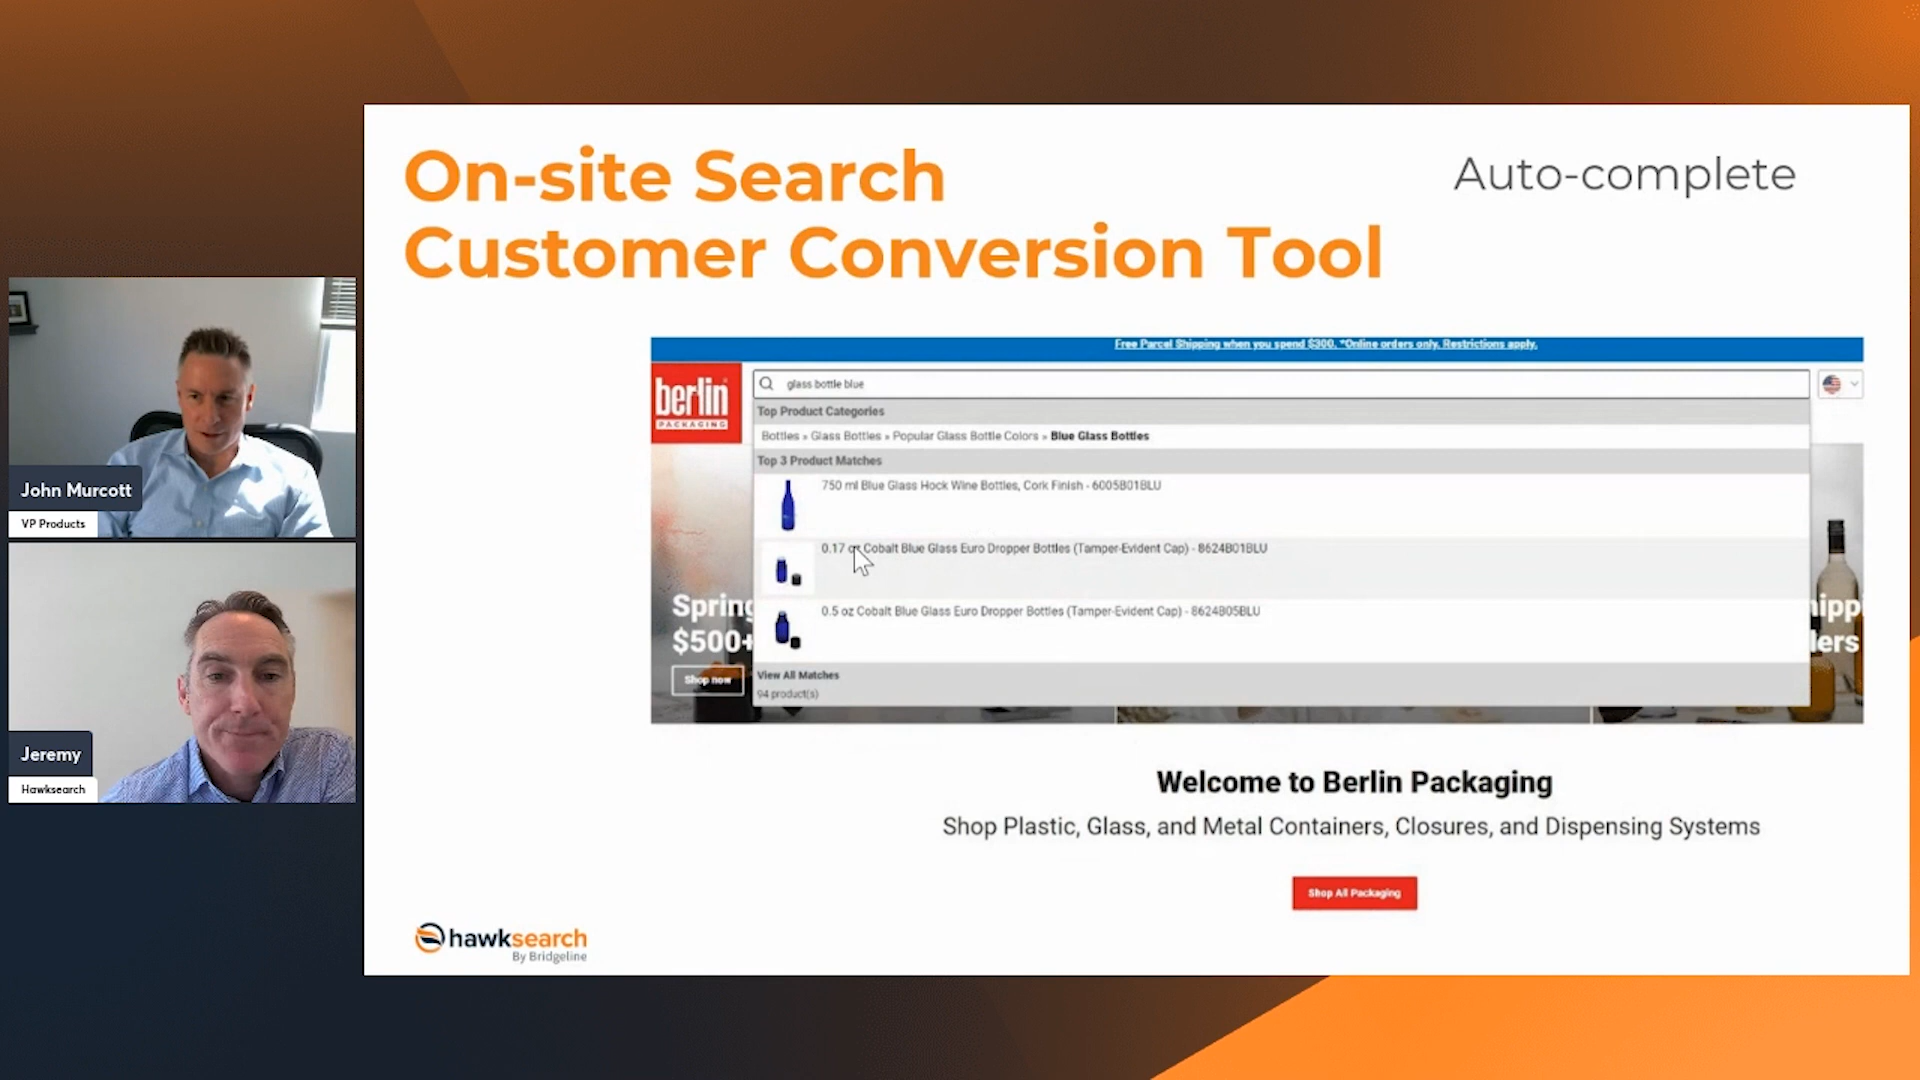 On-site Search
Customer Conversion Tool
Auto-complete
Free Parcel Shipping when you spend $300. *Online orders only. Restrictions apply.
berlin
PACKAGING
glass bottle blue
Top Product Categories
Bottles » Glass Bottles » Popular Glass Bottle Colors » Blue Glass Bottles
Top 3 Product Matches
750 ml Blue Glass Hock Wine Bottles, Cork Finish - 6005B01BLU
0.17 oz Cobalt Blue Glass Euro Dropper Bottles (Tamper-Evident Cap) - 8624B01BLU
0.5 oz Cobalt Blue Glass Euro Dropper Bottles (Tamper-Evident Cap) - 8624B05BLU
View All Matches
94 product(s)
Spring
$500+
Shop now
Welcome to Berlin Packaging
Shop Plastic, Glass, and Metal Containers, Closures, and Dispensing Systems
Shop All Packaging
hawksearch
By Bridgeline
John Murcott
VP Products
Jeremy
Hawksearch